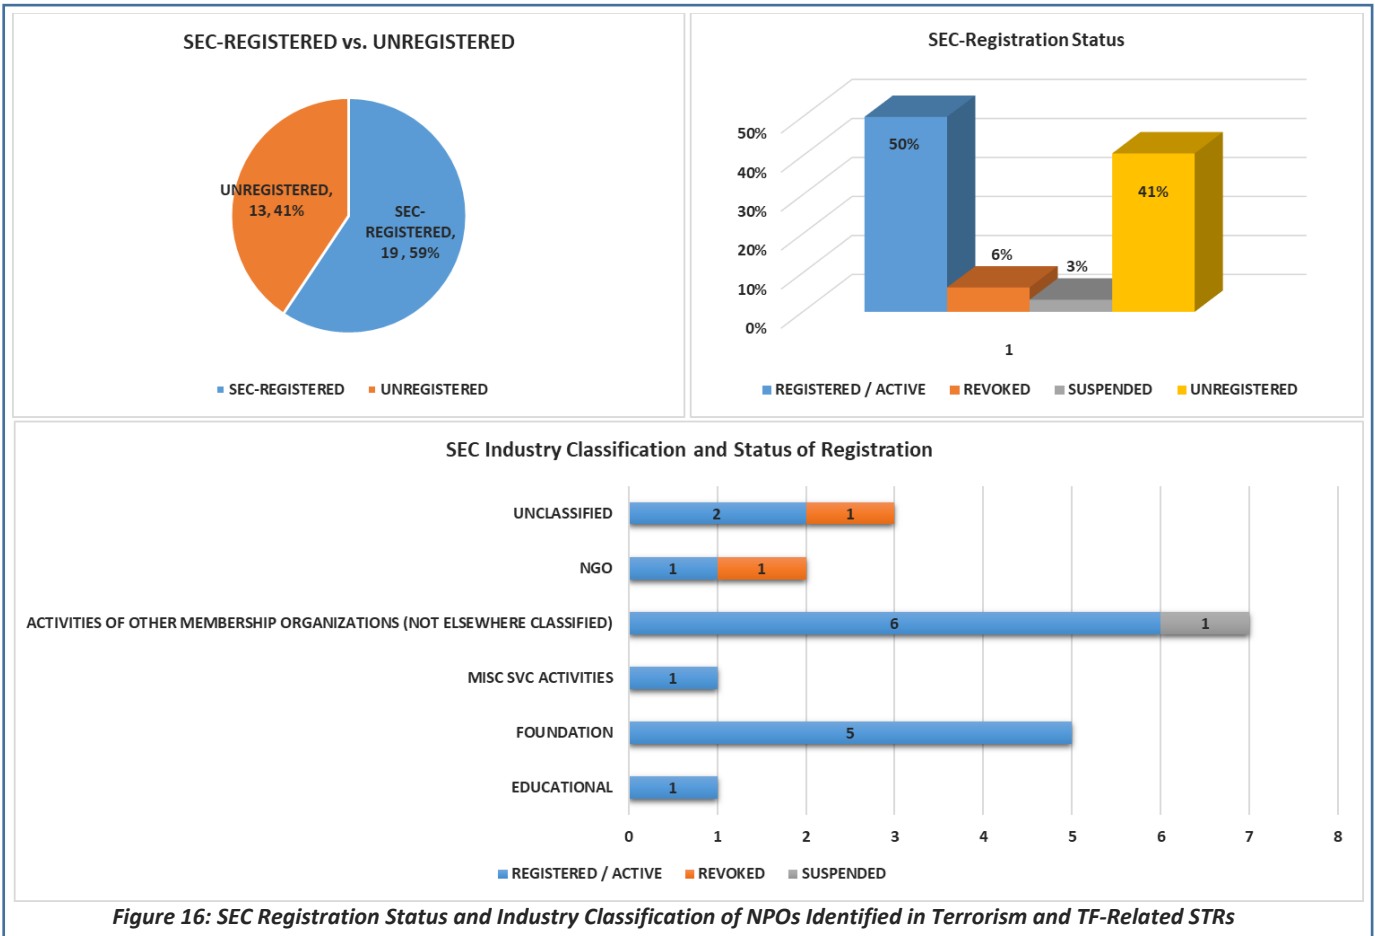 SEC-REGISTERED vs. UNREGISTERED
UNREGISTERED,
13, 41%
SEC-
REGISTERED,
19 , 59%
SEC-REGISTERED UNREGISTERED
SEC-Registration Status
50%
40%
30%
20%
10%
0%
50%
6%
3%
41%
1
REGISTERED / ACTIVE REVOKED SUSPENDED UNREGISTERED
SEC Industry Classification and Status of Registration
UNCLASSIFIED 2 1
NGO 1 1
ACTIVITIES OF OTHER MEMBERSHIP ORGANIZATIONS (NOT ELSEWHERE CLASSIFIED) 6 1
MISC SVC ACTIVITIES 1
FOUNDATION 5
EDUCATIONAL 1
0 1 2 3 4 5 6 7 8
REGISTERED / ACTIVE REVOKED SUSPENDED
Figure 16: SEC Registration Status and Industry Classification of NPOs Identified in Terrorism and TF-Related STRs